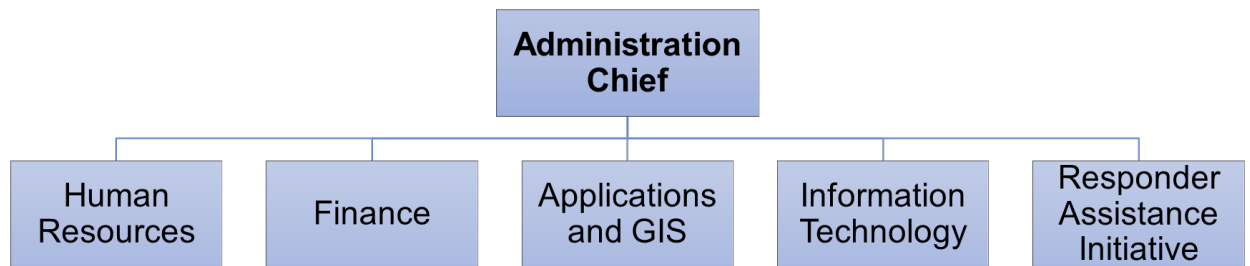 Administration
Chief
Human
Resources
Finance
Applications
and GIS
Information
Technology
Responder
Assistance
Initiative